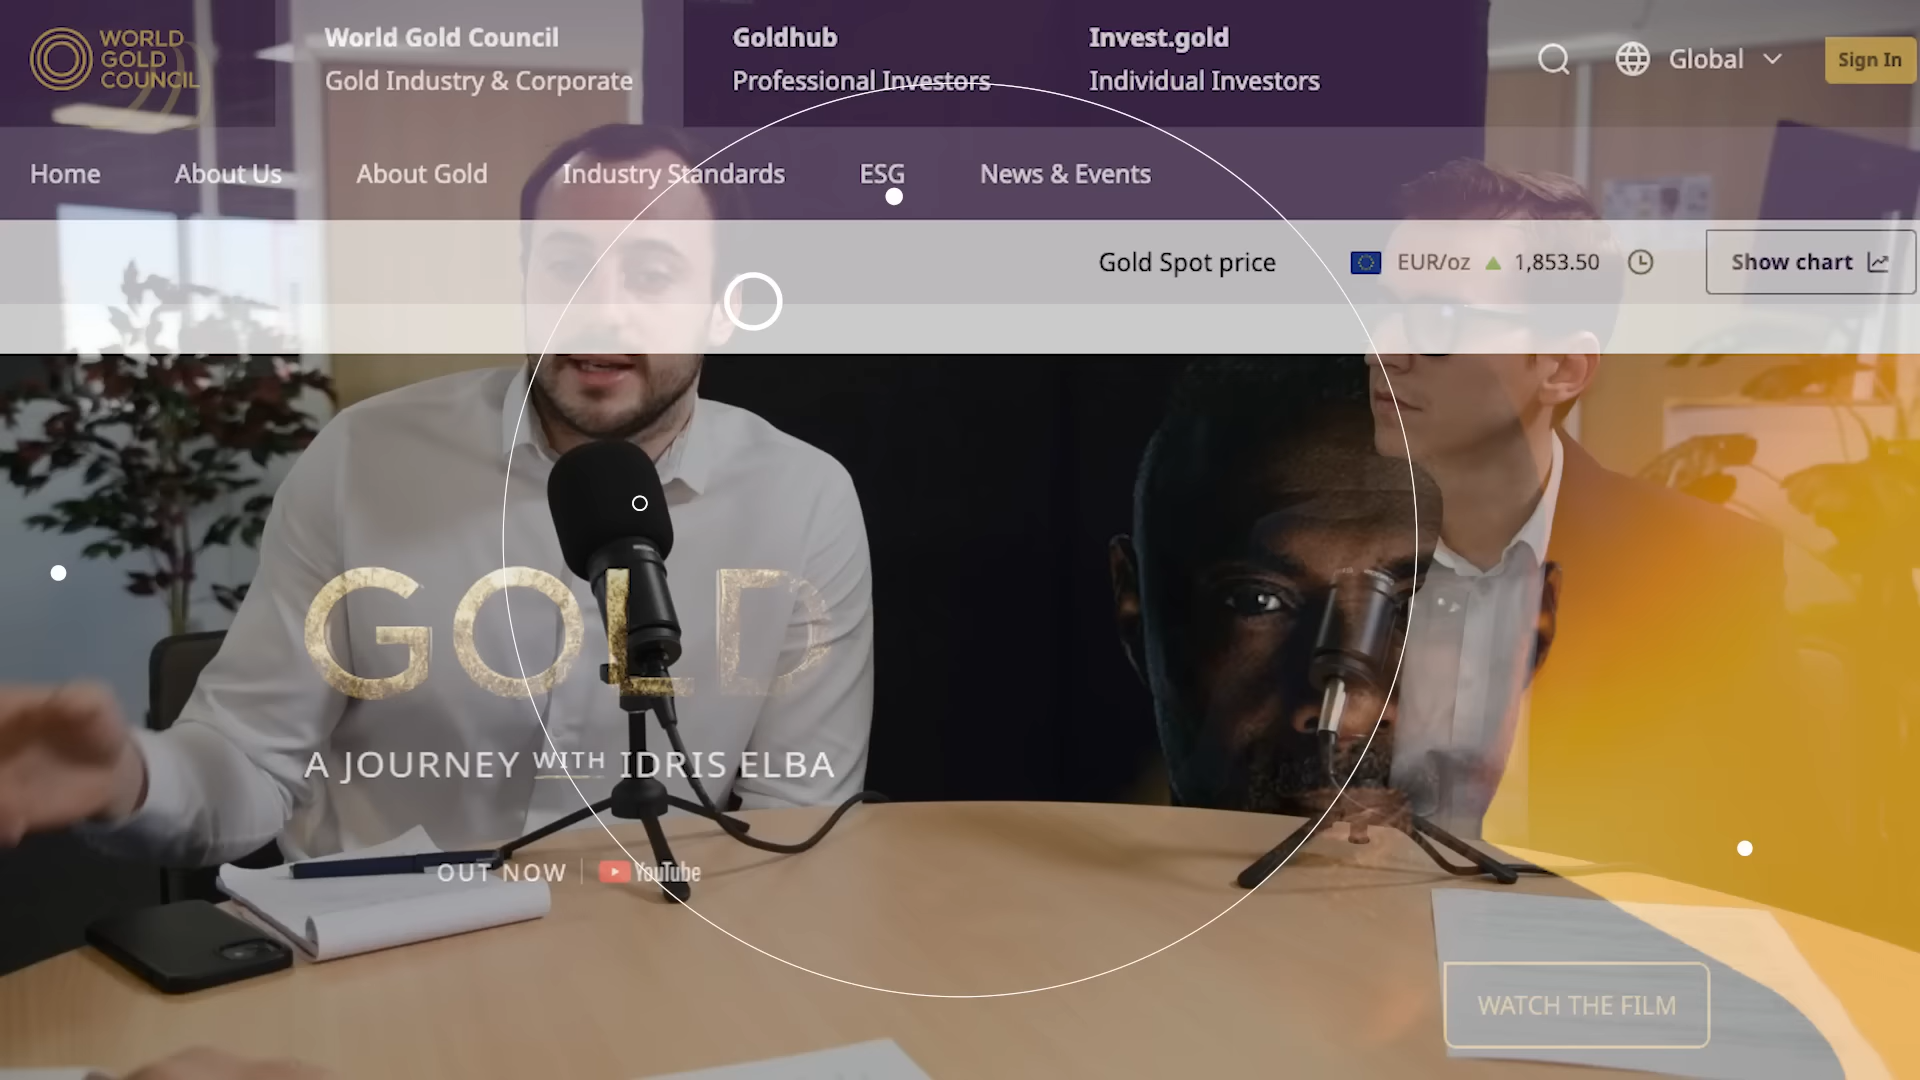 WORLD
GOLD
COUNCIL
World Gold Council
Gold Industry & Corporate
Goldhub
Professional Investors
Invest.gold
Individual Investors
Global
Sign In
Home
About Us
About Gold
Industry Standards
ESG
News & Events
Gold Spot price
EUR/oz
1,853.50
Show chart
GOLD
A JOURNEY WITH IDRIS ELBA
OUT NOW
YouTube
WATCH THE FILM